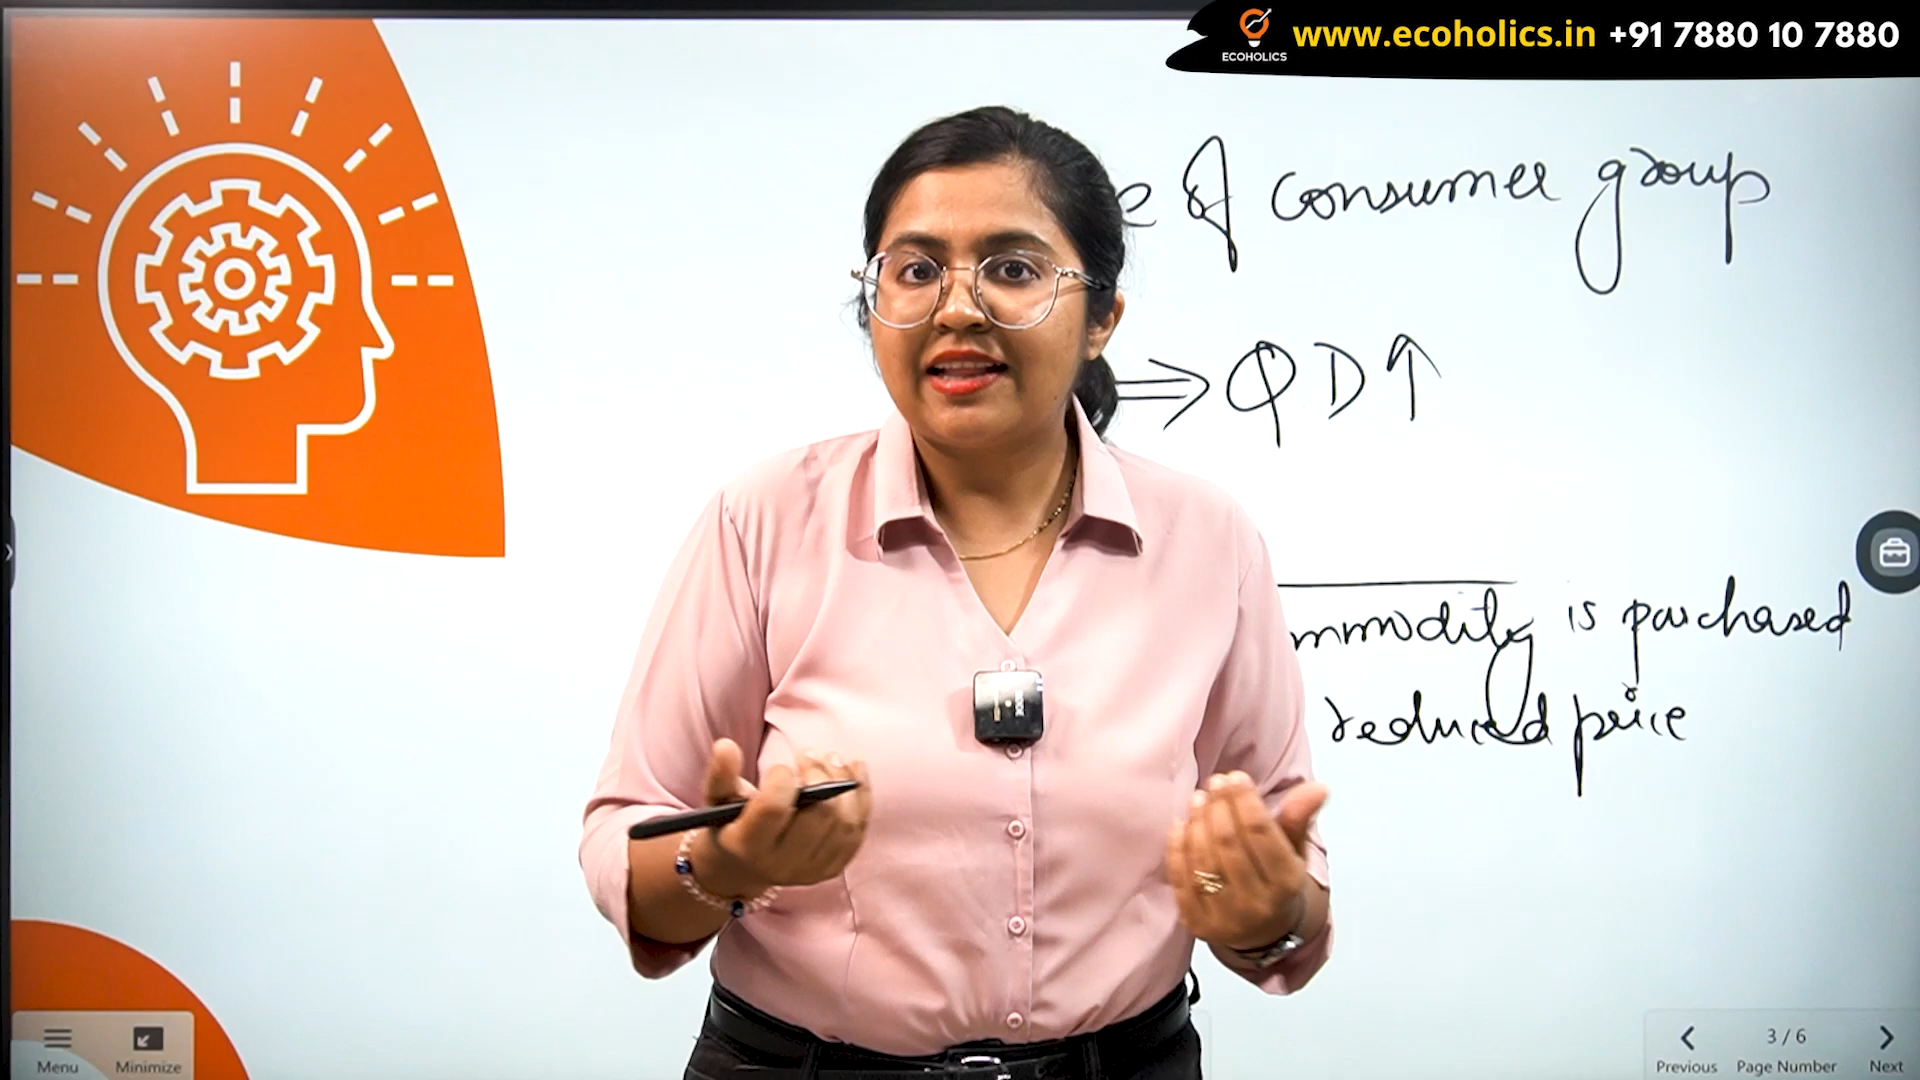 www.ecoholics.in +91 7880 10 7880
ECOHOLICS
of consumer group
⇒ QD↑
mmodity is purchased
reduced price
Menu
Minimize
3 / 6
Previous
Page Number
Next